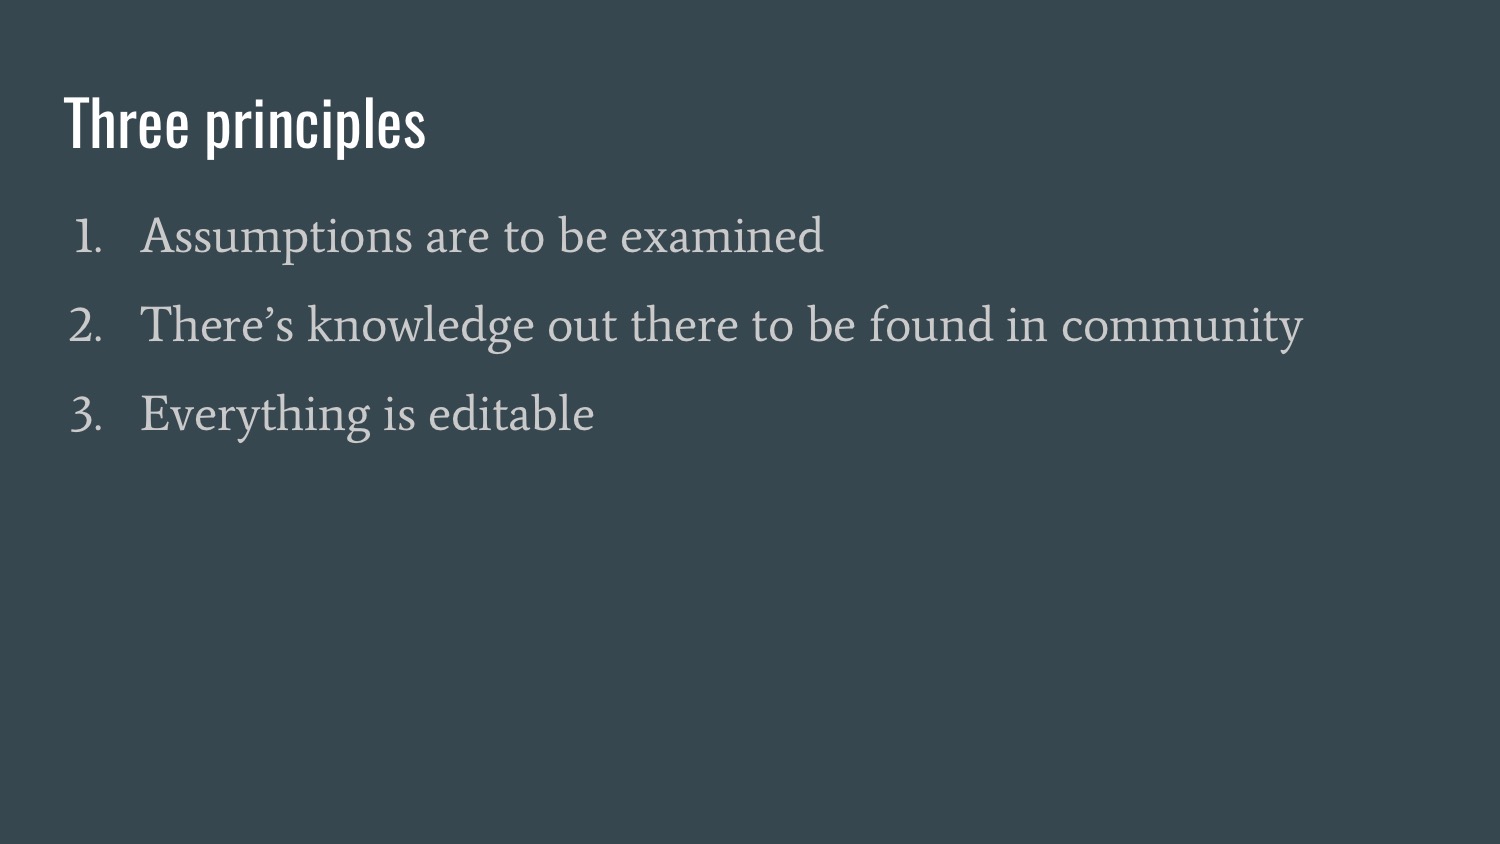 Three principles
1. Assumptions are to be examined
2. There’s knowledge out there to be found in community
3. Everything is editable